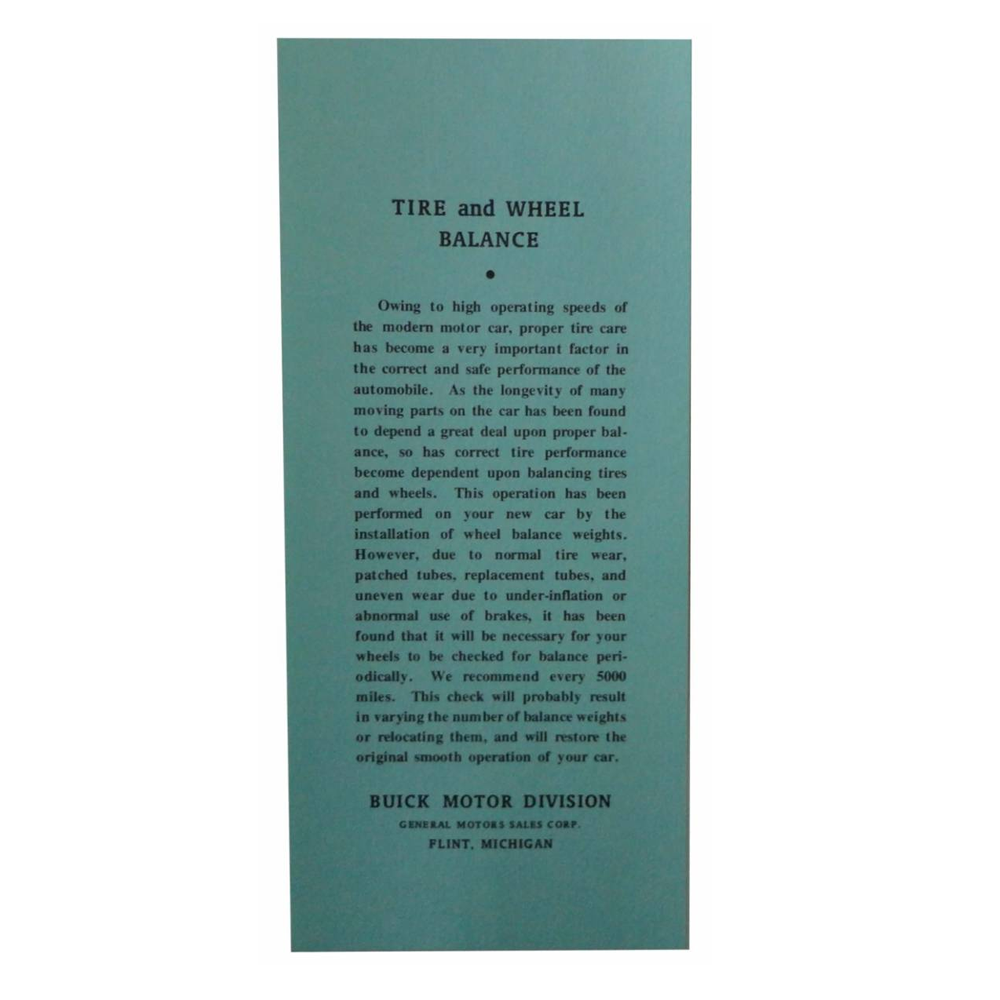 TIRE and WHEEL
BALANCE
•
Owing to high operating speeds of
the modern motor car, proper tire care
has become a very important factor in
the correct and safe performance of the
automobile. As the longevity of many
moving parts on the car has been found
to depend a great deal upon proper bal-
ance, so has correct tire performance
become dependent upon balancing tires
and wheels. This operation has been
performed on your new car by the
installation of wheel balance weights.
However, due to normal tire wear,
patched tubes, replacement tubes, and
uneven wear due to under-inflation or
abnormal use of brakes, it has been
found that it will be necessary for your
wheels to be checked for balance peri-
odically. We recommend every 5000
miles. This check will probably result
in varying the number of balance weights
or relocating them, and will restore the
original smooth operation of your car.
BUICK MOTOR DIVISION
GENERAL MOTORS SALES CORP.
FLINT, MICHIGAN